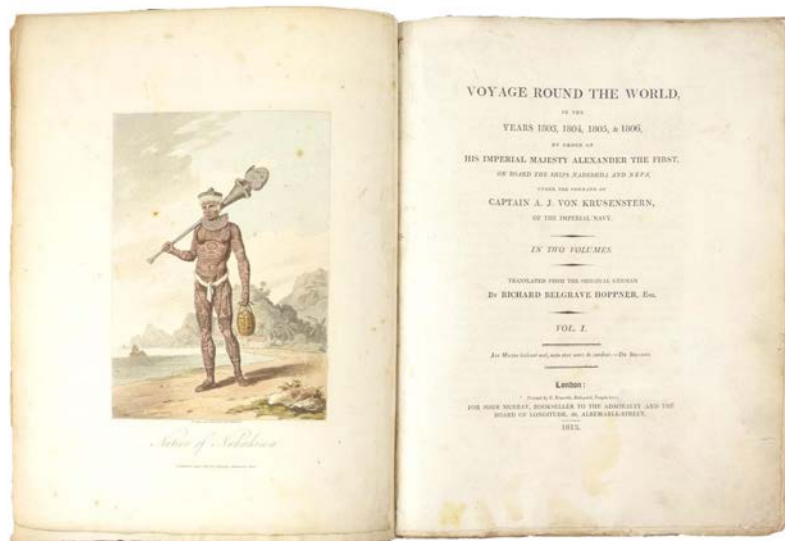 Native of Nukahiwa
VOYAGE ROUND THE WORLD,
IN THE
YEARS 1803, 1804, 1805, & 1806,
BY ORDER OF
HIS IMPERIAL MAJESTY ALEXANDER THE FIRST,
ON BOARD THE SHIPS NADESHDA AND NEVA,
UNDER THE COMMAND OF
CAPTAIN A. J. VON KRUSENSTERN,
OF THE IMPERIAL NAVY.
IN TWO VOLUMES.
TRANSLATED FROM THE ORIGINAL GERMAN
BY RICHARD BELGRAVE HOPPNER, Esq.
VOL. I.
London:
FOR JOHN MURRAY, BOOKSELLER TO THE ADMIRALTY AND THE
BOARD OF LONGITUDE, 50, ALBEMARLE-STREET.
1813.